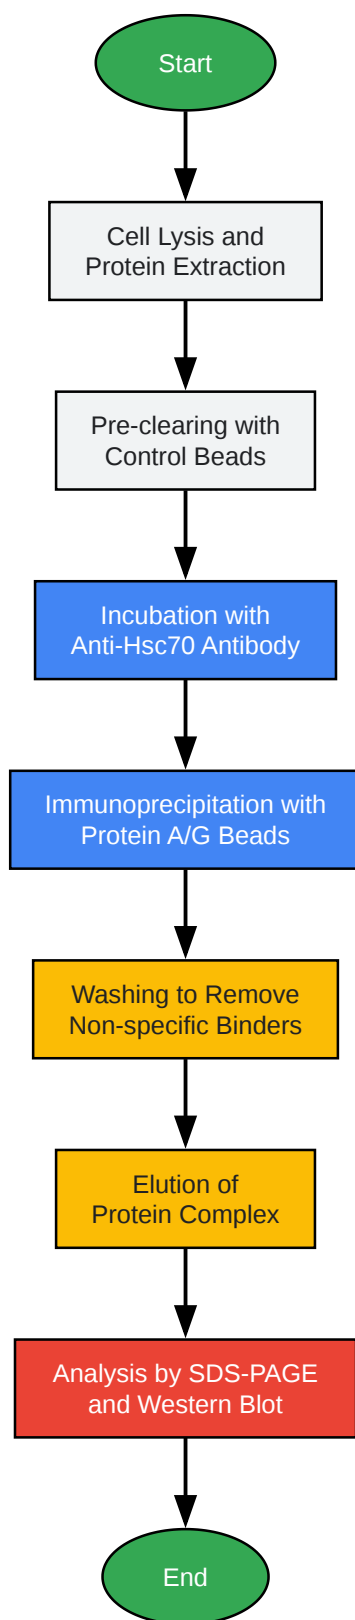 Start
Cell Lysis and
Protein Extraction
Pre-clearing with
Control Beads
Incubation with
Anti-Hsc70 Antibody
Immunoprecipitation with
Protein A/G Beads
Washing to Remove
Non-specific Binders
Elution of
Protein Complex
Analysis by SDS-PAGE
and Western Blot
End